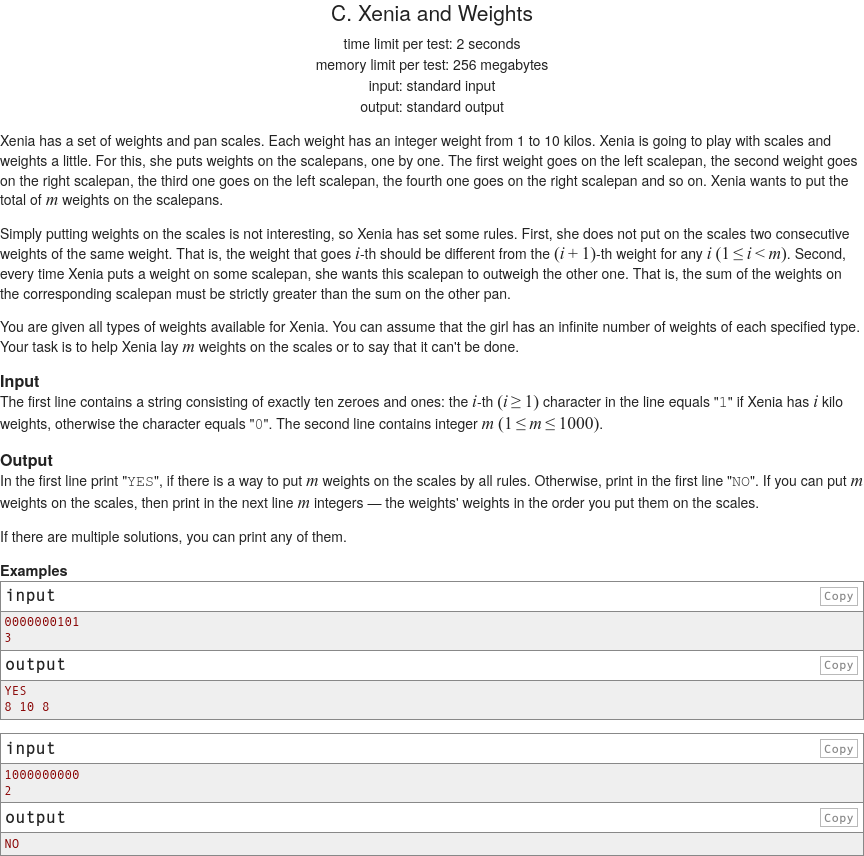 C. Xenia and Weights
time limit per test: 2 seconds
memory limit per test: 256 megabytes
input: standard input
output: standard output
Xenia has a set of weights and pan scales. Each weight has an integer weight from 1 to 10 kilos. Xenia is going to play with scales and
weights a little. For this, she puts weights on the scalepans, one by one. The first weight goes on the left scalepan, the second weight goes
on the right scalepan, the third one goes on the left scalepan, the fourth one goes on the right scalepan and so on. Xenia wants to put the
total of m weights on the scalepans.
Simply putting weights on the scales is not interesting, so Xenia has set some rules. First, she does not put on the scales two consecutive
weights of the same weight. That is, the weight that goes i-th should be different from the (i + 1)-th weight for any i (1 ≤ i < m). Second,
every time Xenia puts a weight on some scalepan, she wants this scalepan to outweigh the other one. That is, the sum of the weights on
the corresponding scalepan must be strictly greater than the sum on the other pan.
You are given all types of weights available for Xenia. You can assume that the girl has an infinite number of weights of each specified type.
Your task is to help Xenia lay m weights on the scales or to say that it can't be done.
Input
The first line contains a string consisting of exactly ten zeroes and ones: the i-th (i ≥ 1) character in the line equals "1" if Xenia has i kilo
weights, otherwise the character equals "0". The second line contains integer m (1 ≤ m ≤ 1000).
Output
In the first line print "YES", if there is a way to put m weights on the scales by all rules. Otherwise, print in the first line "NO". If you can put m
weights on the scales, then print in the next line m integers — the weights' weights in the order you put them on the scales.
If there are multiple solutions, you can print any of them.
Examples
input Copy
0000000101
3
output Copy
YES
8 10 8
input Copy
1000000000
2
output Copy
NO